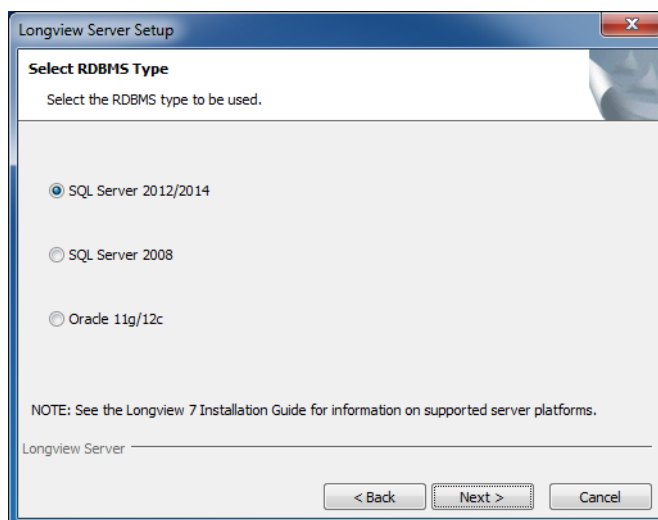 Longview Server Setup
Select RDBMS Type
Select the RDBMS type to be used.
SQL Server 2012/2014
SQL Server 2008
Oracle 11g/12c
NOTE: See the Longview 7 Installation Guide for information on supported server platforms.
Longview Server
< Back Next > Cancel